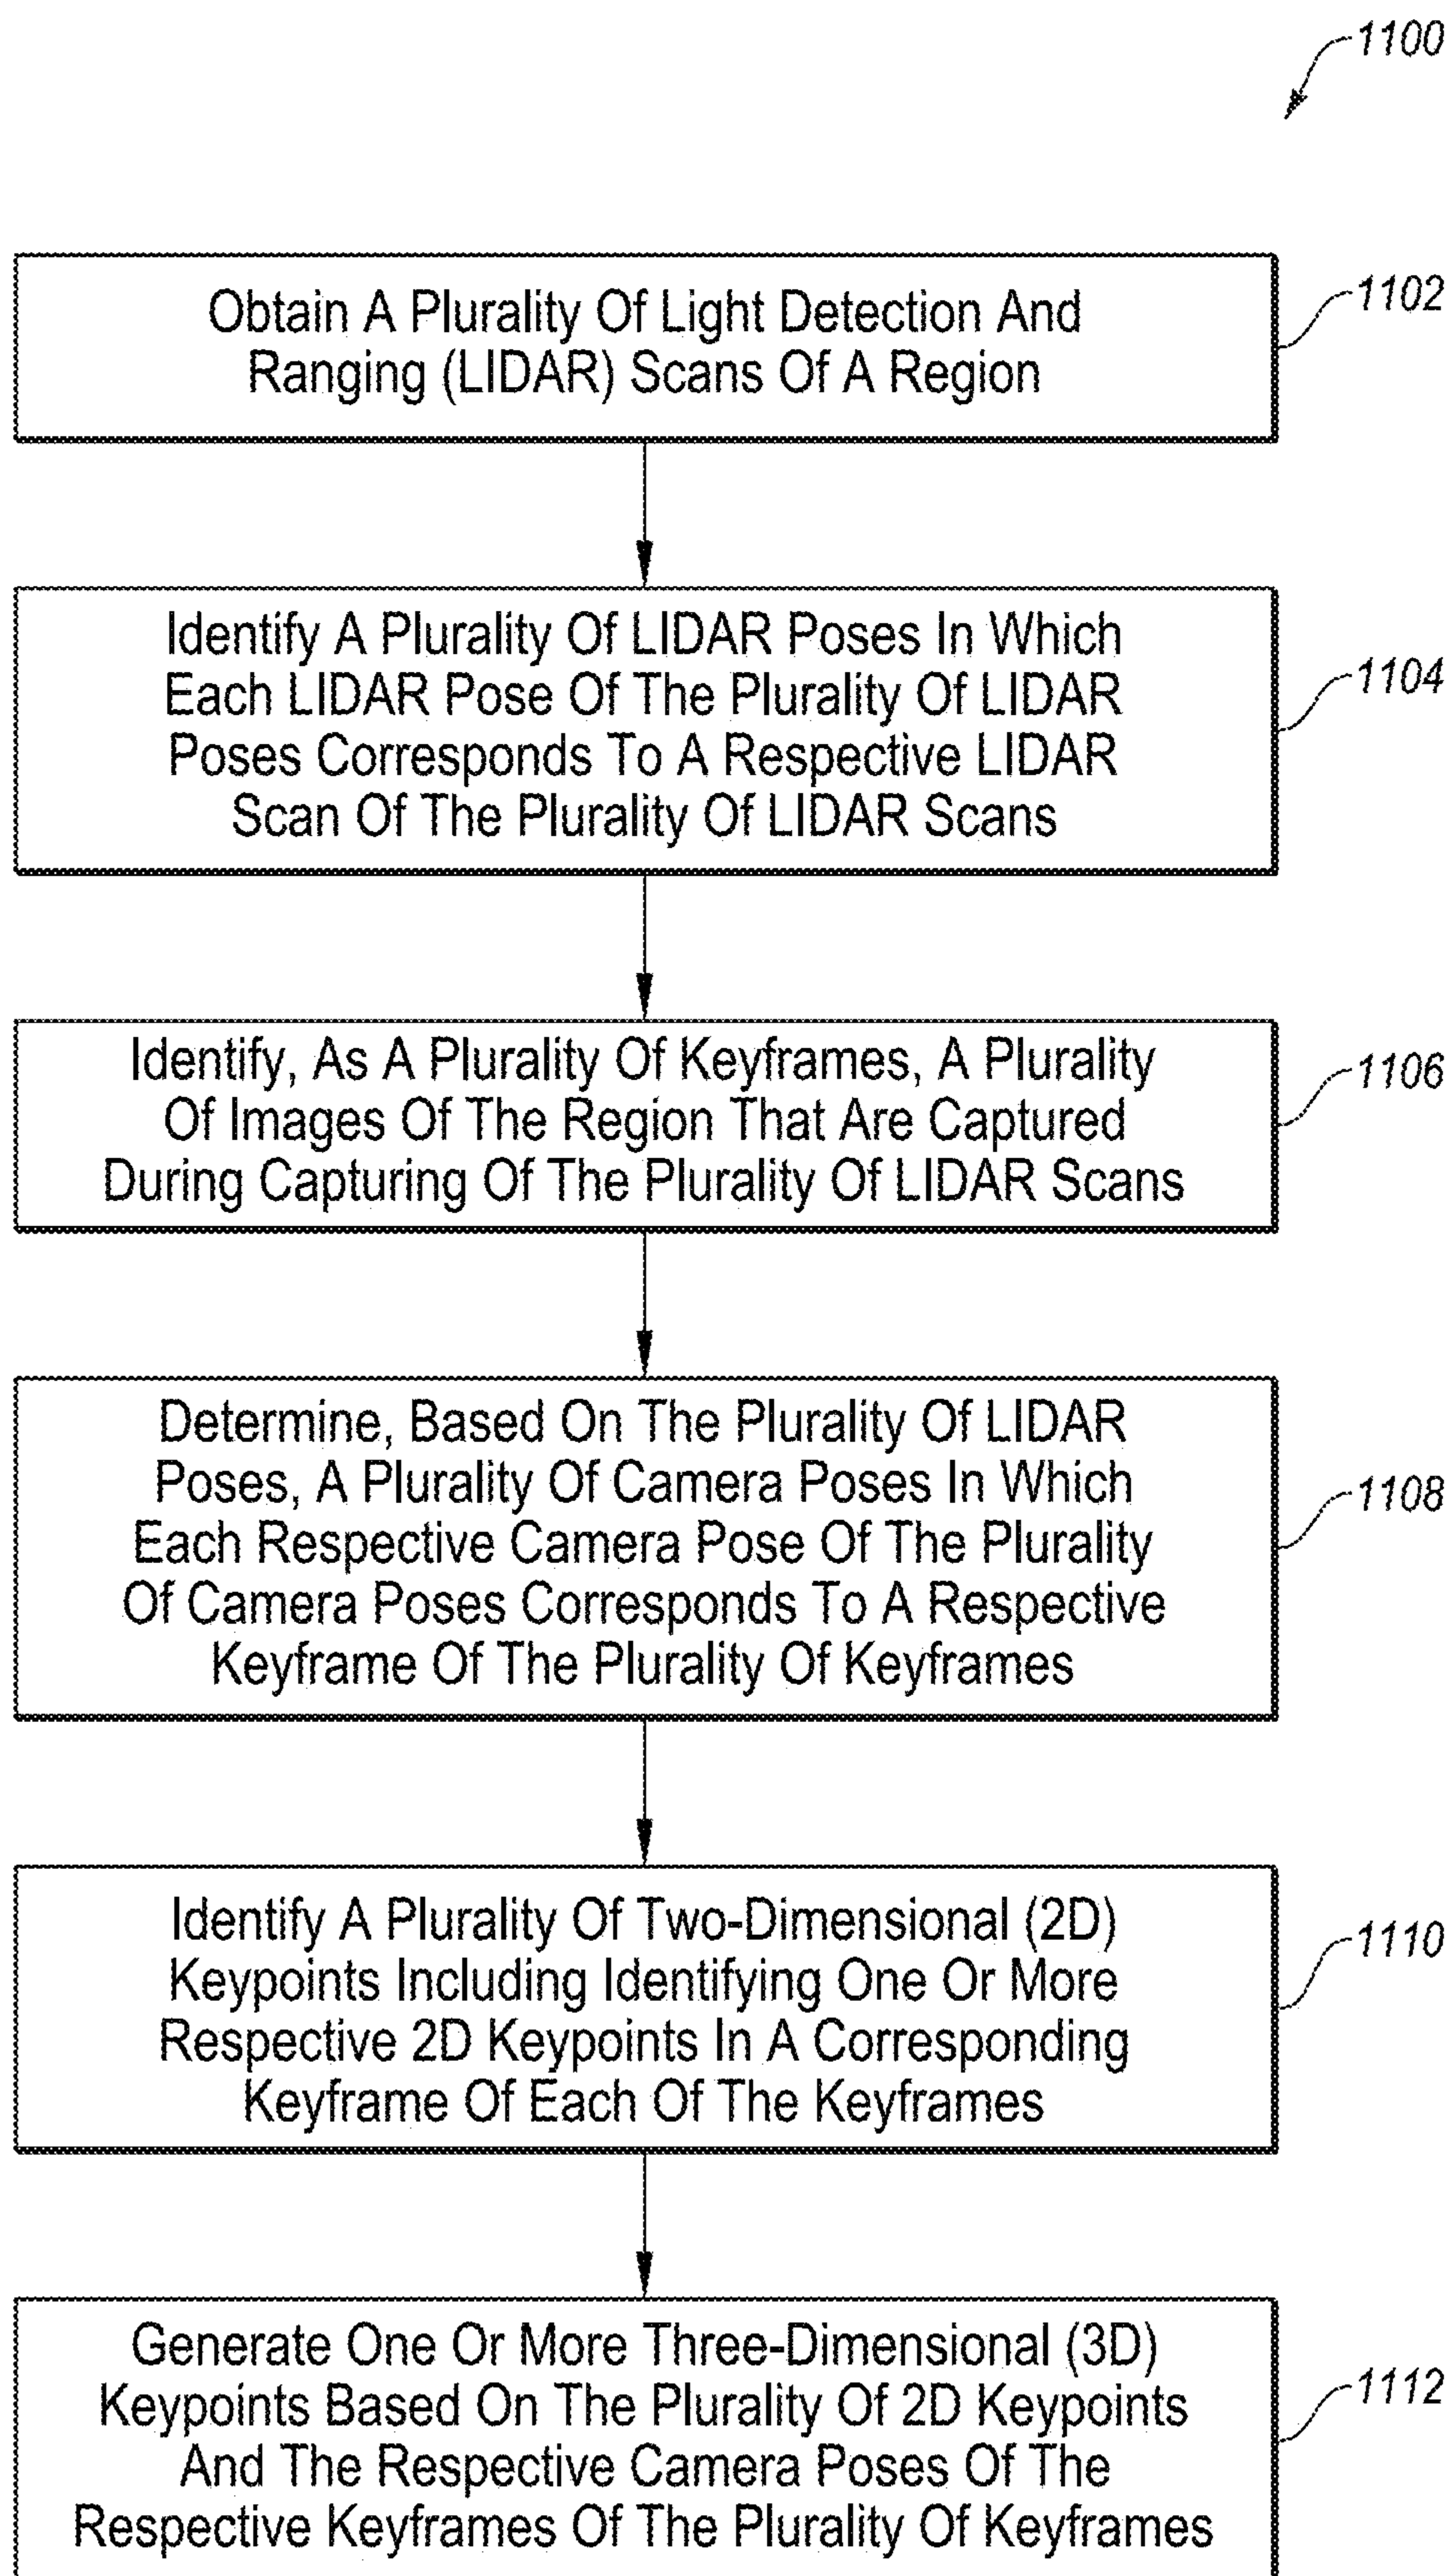 1100
Obtain A Plurality Of Light Detection And
Ranging (LIDAR) Scans Of A Region
1102
Identify A Plurality Of LIDAR Poses In Which
Each LIDAR Pose Of The Plurality Of LIDAR
Poses Corresponds To A Respective LIDAR
Scan Of The Plurality Of LIDAR Scans
1104
Identify, As A Plurality Of Keyframes, A Plurality
Of Images Of The Region That Are Captured
During Capturing Of The Plurality Of LIDAR Scans
1106
Determine, Based On The Plurality Of LIDAR
Poses, A Plurality Of Camera Poses In Which
Each Respective Camera Pose Of The Plurality
Of Camera Poses Corresponds To A Respective
Keyframe Of The Plurality Of Keyframes
1108
Identify A Plurality Of Two-Dimensional (2D)
Keypoints Including Identifying One Or More
Respective 2D Keypoints In A Corresponding
Keyframe Of Each Of The Keyframes
1110
Generate One Or More Three-Dimensional (3D)
Keypoints Based On The Plurality Of 2D Keypoints
And The Respective Camera Poses Of The
Respective Keyframes Of The Plurality Of Keyframes
1112